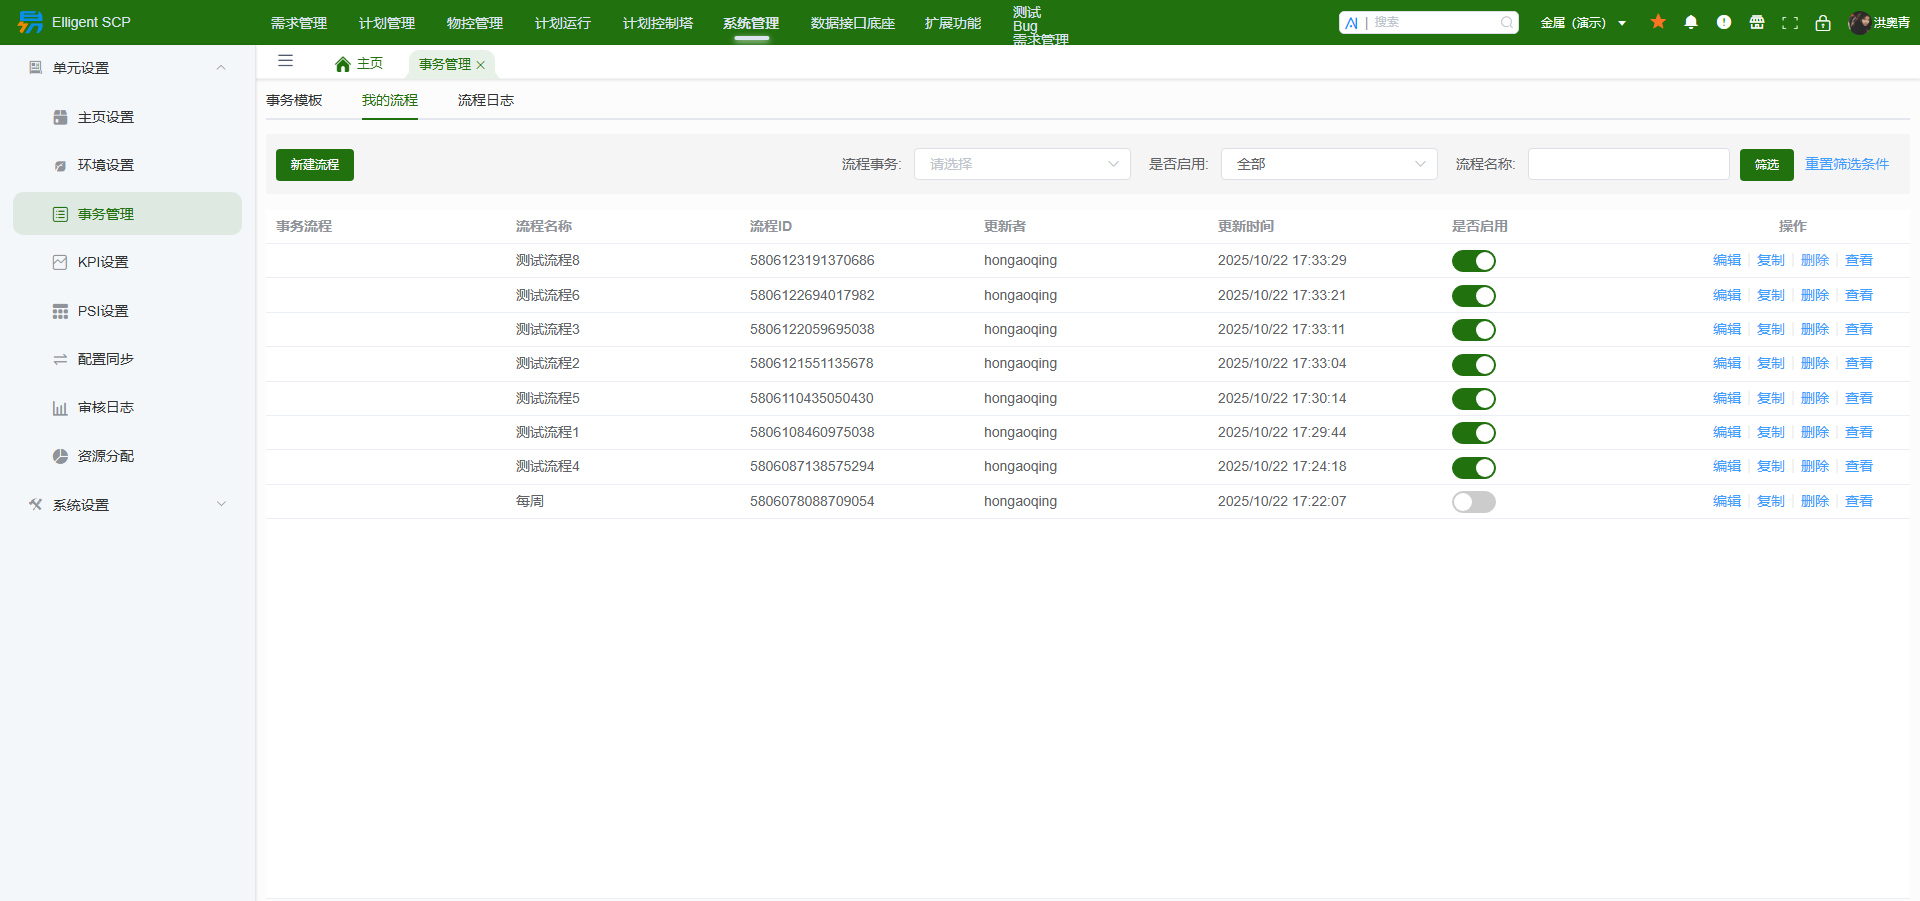 Elligent SCP
需求管理 计划管理 物控管理 计划运行 计划控制塔 系统管理 数据接口底座 扩展功能
测试
Bug
需求管理
AI | 搜索 金属（演示） 洪奥青
单元设置
主页设置
环境设置
事务管理
KPI设置
PSI设置
配置同步
审核日志
资源分配
系统设置
主页 事务管理
事务模板 我的流程 流程日志
新建流程 流程事务: 请选择 是否启用: 全部 流程名称: 筛选 重置筛选条件
事务流程 流程名称 流程ID 更新者 更新时间 是否启用 操作
测试流程8 5806123191370686 hongaoqing 2025/10/22 17:33:29 编辑 复制 删除 查看
测试流程6 5806122694017982 hongaoqing 2025/10/22 17:33:21 编辑 复制 删除 查看
测试流程3 5806122059695038 hongaoqing 2025/10/22 17:33:11 编辑 复制 删除 查看
测试流程2 5806121551135678 hongaoqing 2025/10/22 17:33:04 编辑 复制 删除 查看
测试流程5 5806110435050430 hongaoqing 2025/10/22 17:30:14 编辑 复制 删除 查看
测试流程1 5806108460975038 hongaoqing 2025/10/22 17:29:44 编辑 复制 删除 查看
测试流程4 5806087138575294 hongaoqing 2025/10/22 17:24:18 编辑 复制 删除 查看
每周 5806078088709054 hongaoqing 2025/10/22 17:22:07 编辑 复制 删除 查看